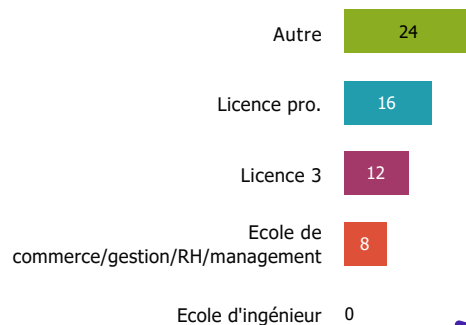 Autre 24
Licence pro. 16
Licence 3 12
Ecole de
commerce/gestion/RH/management 8
Ecole d'ingénieur 0